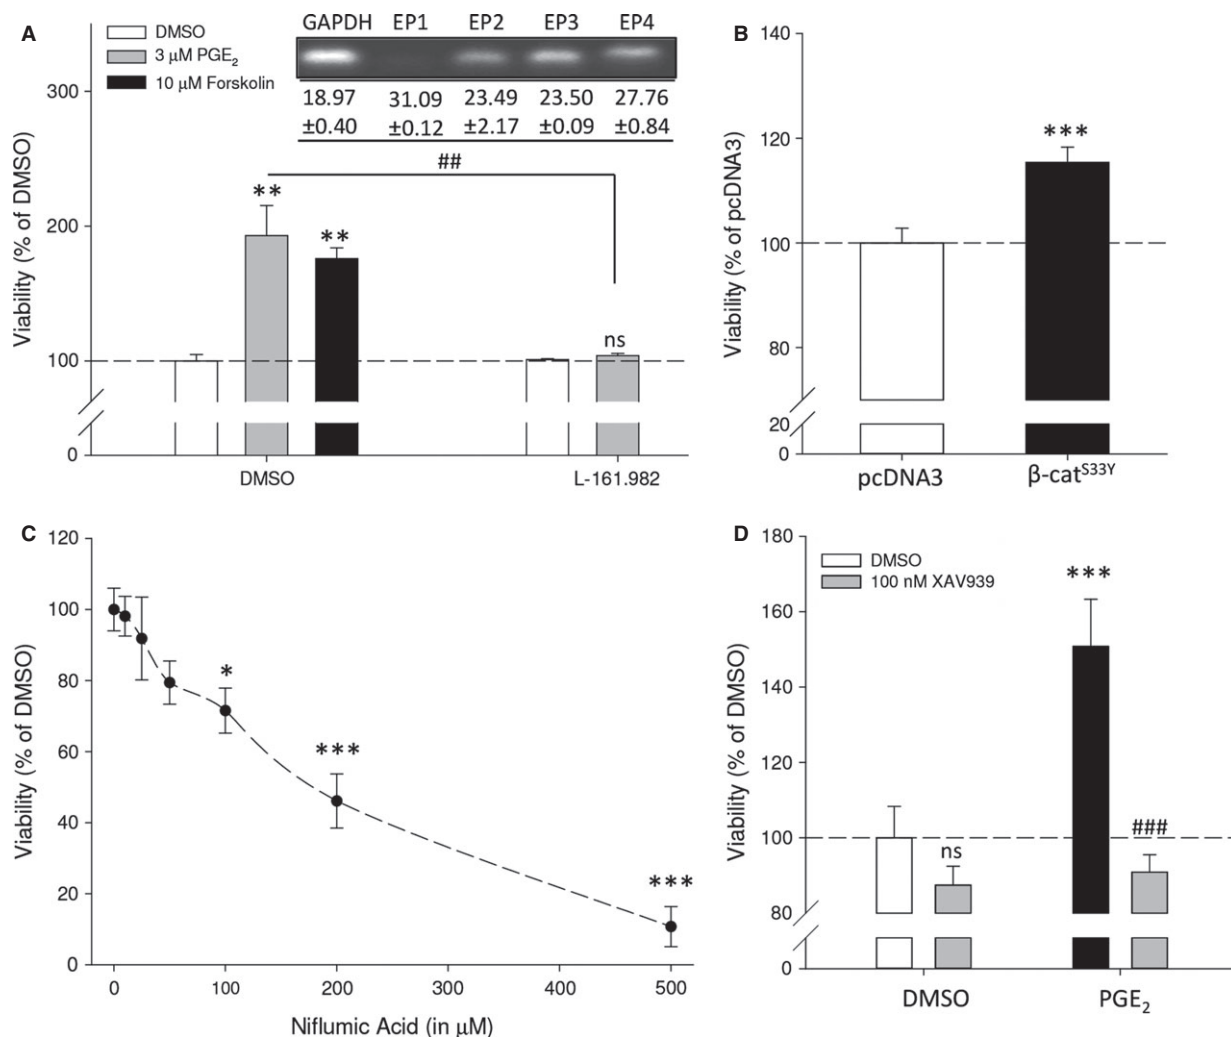 A
DMSO
3 μM PGE2
10 μM Forskolin
GAPDH EP1 EP2 EP3 EP4
18.97 31.09 23.49 23.50 27.76
±0.40 ±0.12 ±2.17 ±0.09 ±0.84
##
**
**
ns
Viability (% of DMSO)
300
200
100
0
DMSO
L-161.982
B
***
Viability (% of pcDNA3)
140
120
100
80
20
0
pcDNA3
β-catS33Y
C
*
***
***
Viability (% of DMSO)
120
100
80
60
40
20
0
0 100 200 300 400 500
Niflumic Acid (in μM)
D
DMSO
100 nM XAV939
***
###
ns
Viability (% of DMSO)
180
160
140
120
100
80
0
DMSO
PGE2